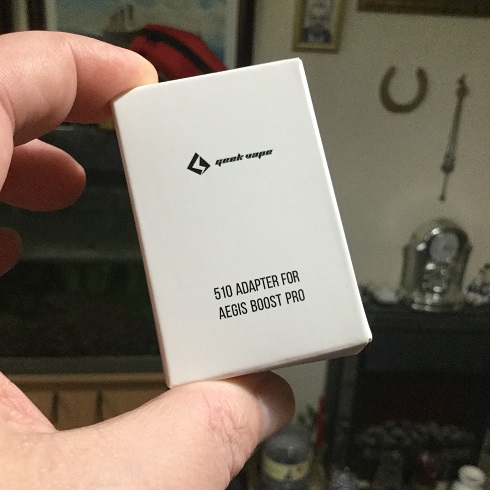 geek vape
510 ADAPTER FOR
AEGIS BOOST PRO